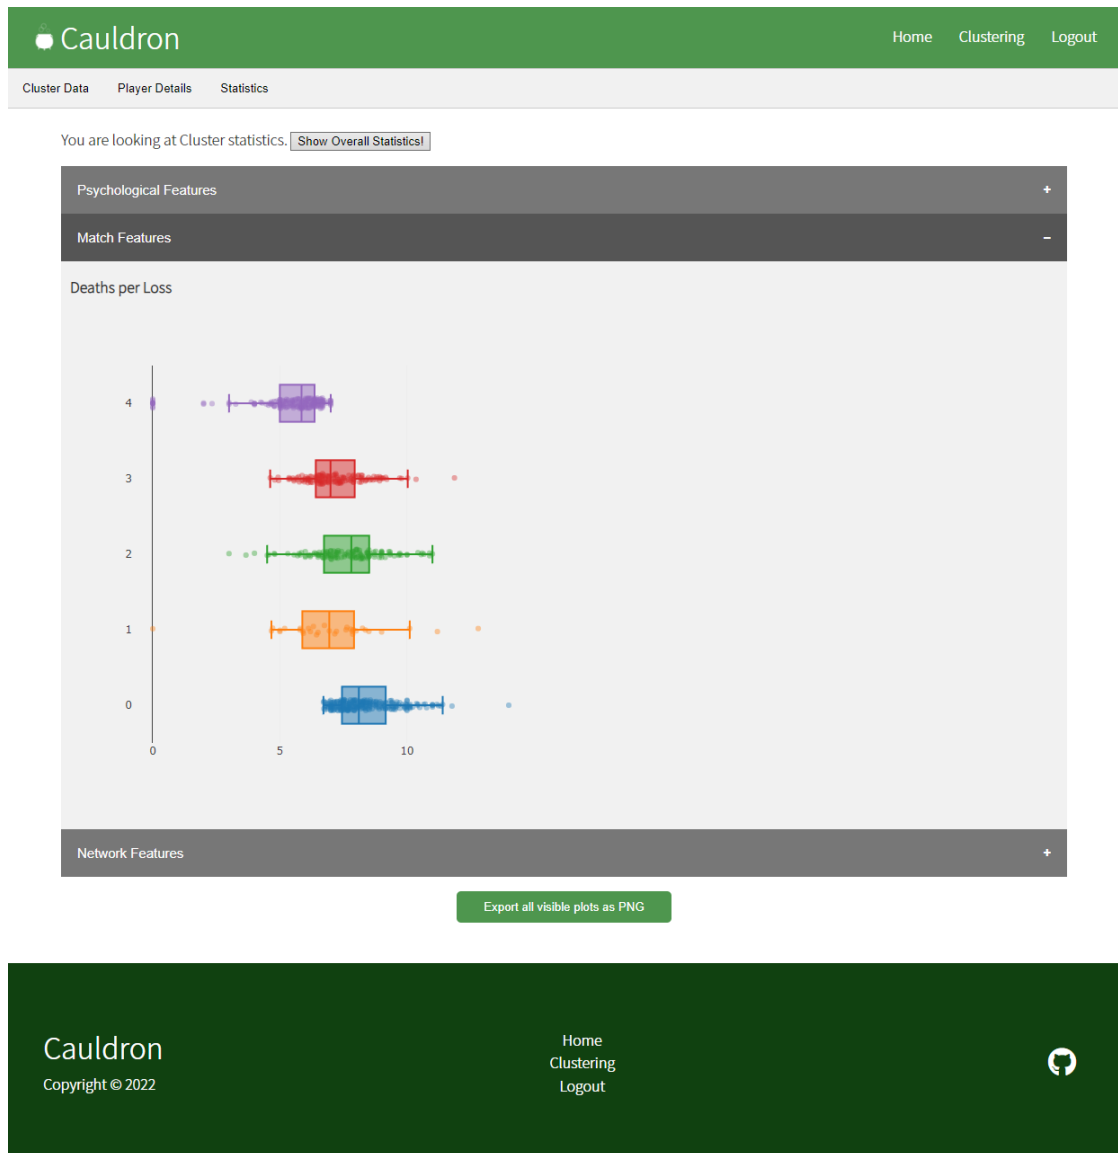 Cauldron
Home Clustering Logout
Cluster Data Player Details Statistics
You are looking at Cluster statistics. Show Overall Statistics!
Psychological Features +
Match Features −
Deaths per Loss
4
3
2
1
0
0 5 10
Network Features +
Export all visible plots as PNG
Cauldron
Copyright © 2022
Home
Clustering
Logout